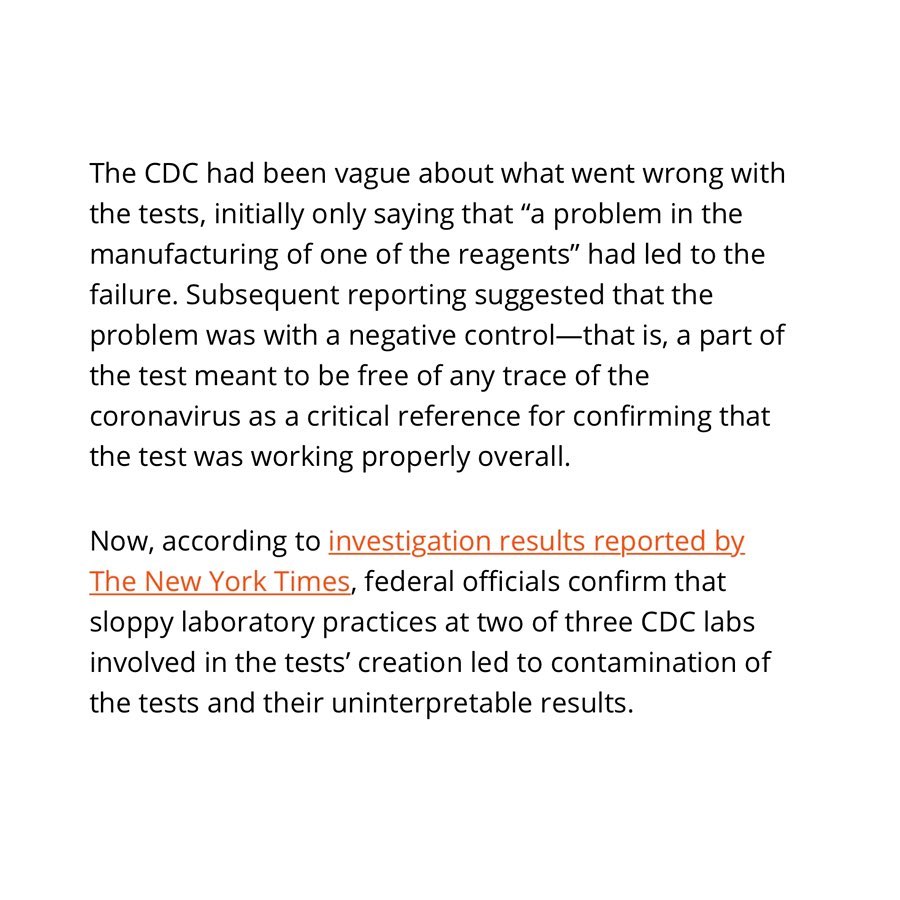 The CDC had been vague about what went wrong with
the tests, initially only saying that “a problem in the
manufacturing of one of the reagents” had led to the
failure. Subsequent reporting suggested that the
problem was with a negative control—that is, a part of
the test meant to be free of any trace of the
coronavirus as a critical reference for confirming that
the test was working properly overall.
Now, according to investigation results reported by
The New York Times, federal officials confirm that
sloppy laboratory practices at two of three CDC labs
involved in the tests’ creation led to contamination of
the tests and their uninterpretable results.